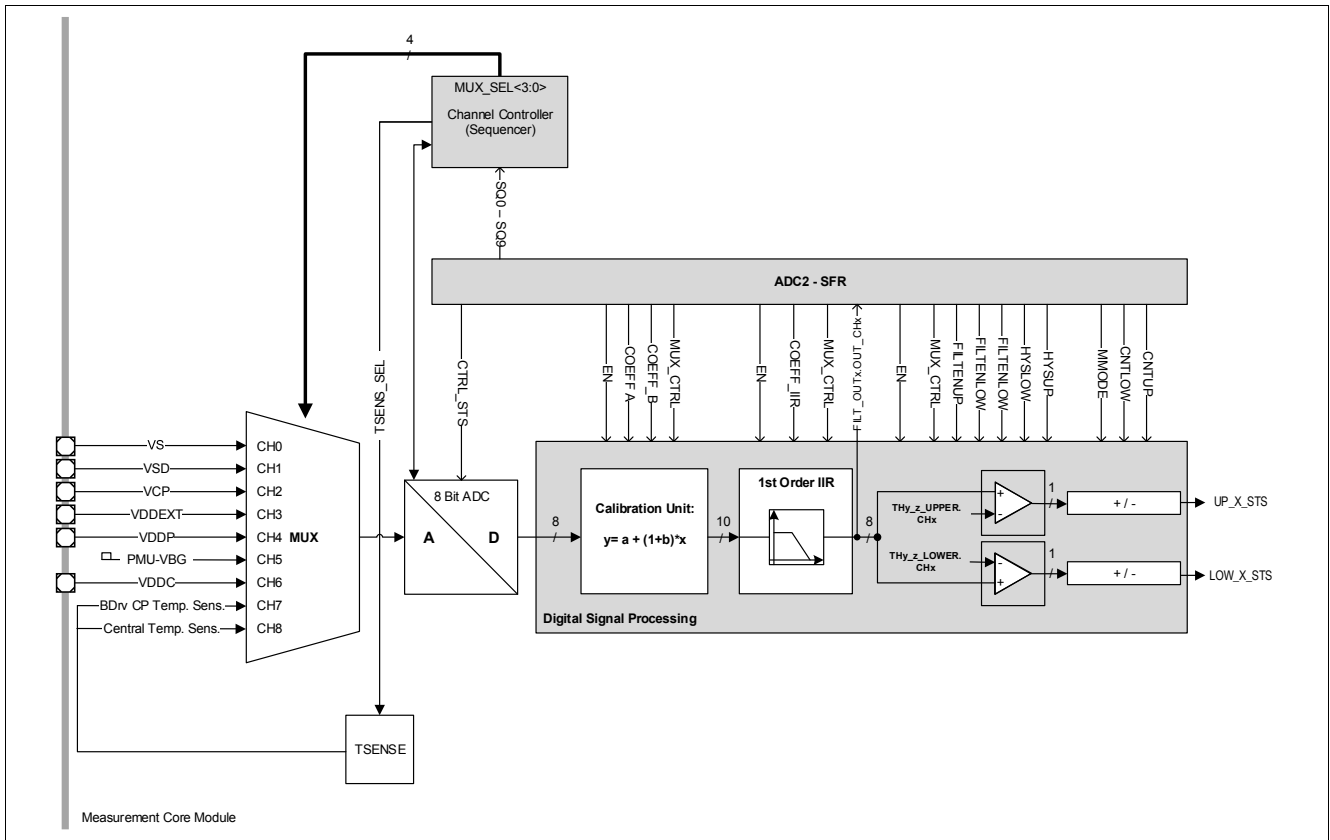 4
MUX_SEL<3:0>
Channel Controller
(Sequencer)
SQ0 – SQ9
TSENS_SEL
ADC2 - SFR
CTRL_STS
EN
COEFF A
COEFF_B
MUX_CTRL
EN
COEFF_IIR
MUX_CTRL
FILT_OUTx.OUT_CHx
EN
MUX_CTRL
FILTENUP
FILTENLOW
FILTENLOW
HYSLOW
HYSUP
MMODE
CNTLOW
CNTUP
VS
CH0
VSD
CH1
VCP
CH2
VDDEXT
CH3
VDDP
CH4
MUX
PMU-VBG
CH5
VDDC
CH6
BDrv CP Temp. Sens.
CH7
Central Temp. Sens.
CH8
8 Bit ADC
A
D
8
Calibration Unit:
y= a + (1+b)*x
10
1st Order IIR
8
THy_z_UPPER.
CHx
+
-
1
+ / -
UP_X_STS
THy_z_LOWER.
CHx
-
+
1
+ / -
LOW_X_STS
Digital Signal Processing
TSENSE
Measurement Core Module